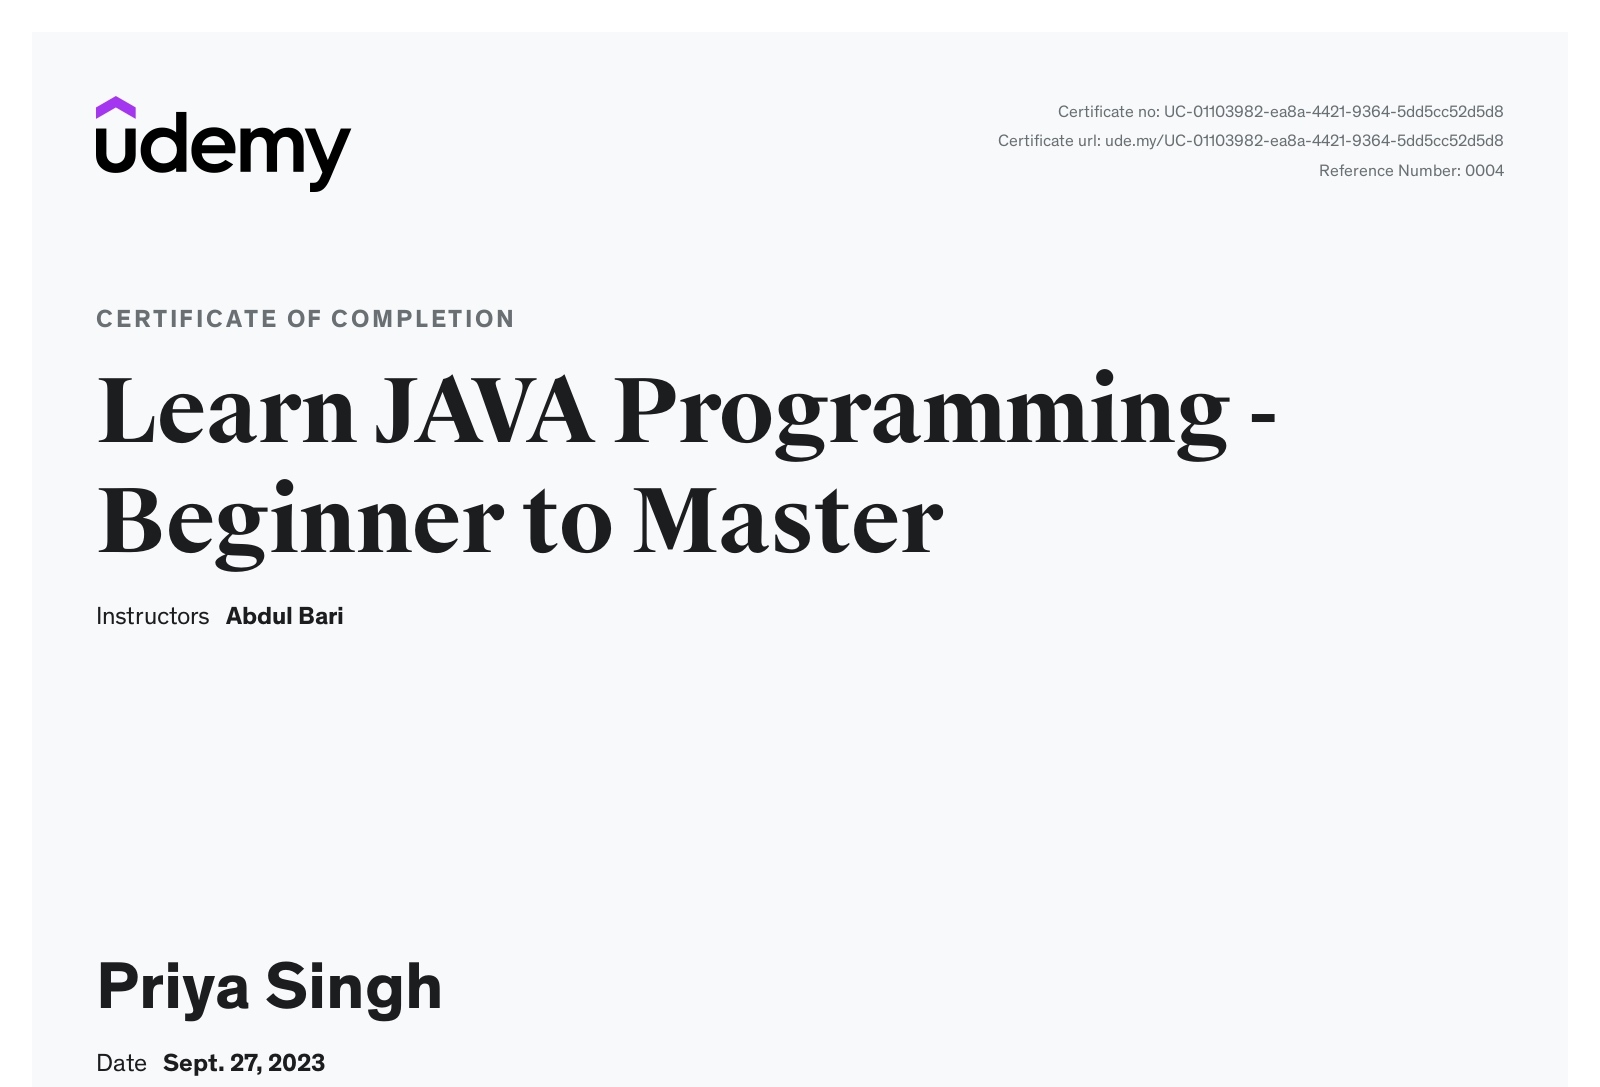 udemy
Certificate no: UC-01103982-ea8a-4421-9364-5dd5cc52d5d8
Certificate url: ude.my/UC-01103982-ea8a-4421-9364-5dd5cc52d5d8
Reference Number: 0004
CERTIFICATE OF COMPLETION
Learn JAVA Programming -
Beginner to Master
Instructors Abdul Bari
Priya Singh
Date Sept. 27, 2023